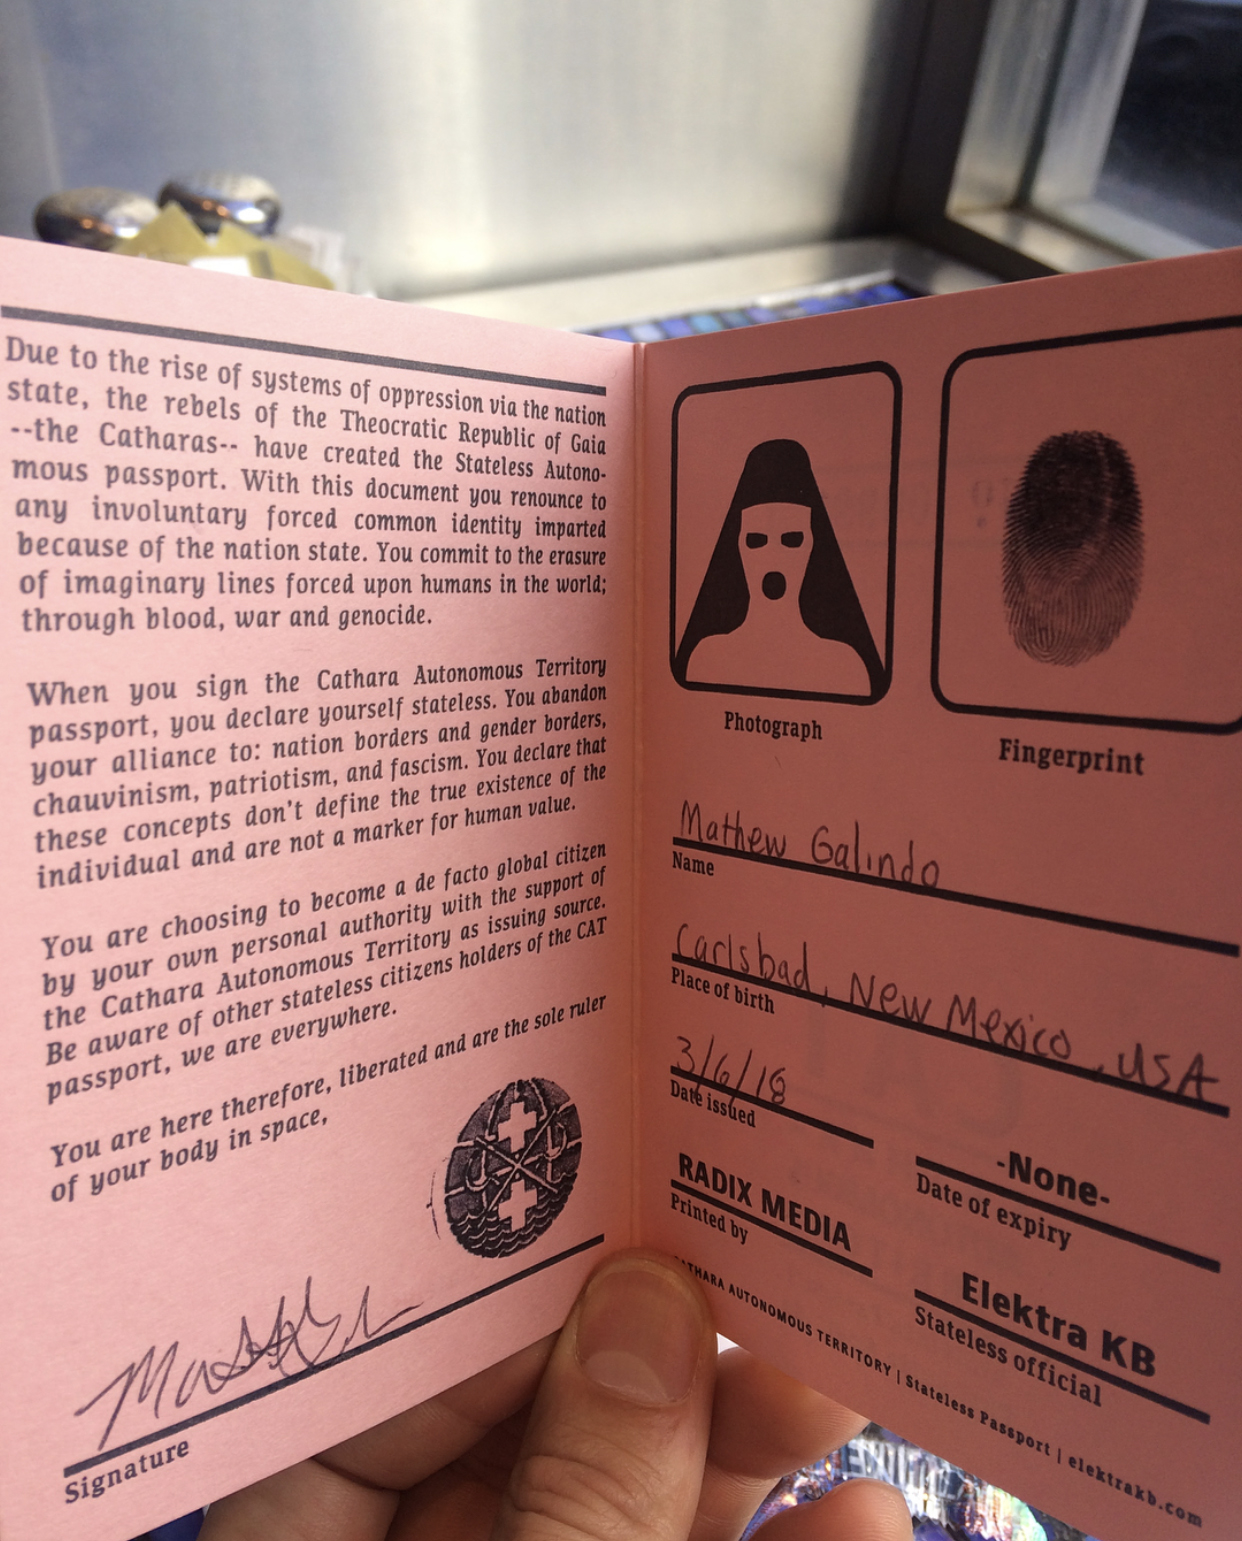 Due to the rise of systems of oppression via the nation
state, the rebels of the Theocratic Republic of Gaia
--the Catharas-- have created the Stateless Autono-
mous passport. With this document you renounce to
any involuntary forced common identity imparted
because of the nation state. You commit to the erasure
of imaginary lines forced upon humans in the world;
through blood, war and genocide.
When you sign the Cathara Autonomous Territory
passport, you declare yourself stateless. You abandon
your alliance to: nation borders and gender borders,
chauvinism, patriotism, and fascism. You declare that
these concepts don't define the true existence of the
individual and are not a marker for human value.
You are choosing to become a de facto global citizen
by your own personal authority with the support of
the Cathara Autonomous Territory as issuing source.
Be aware of other stateless citizens holders of the CAT
passport, we are everywhere.
You are here therefore, liberated and are the sole ruler
of your body in space,
Signature
Photograph
Fingerprint
Mathew Galindo
Name
Carlsbad, New Mexico, USA
Place of birth
3/6/18
Date issued
-None-
Date of expiry
RADIX MEDIA
Printed by
Elektra KB
Stateless official
CATHARA AUTONOMOUS TERRITORY | Stateless Passport | elektrakb.com